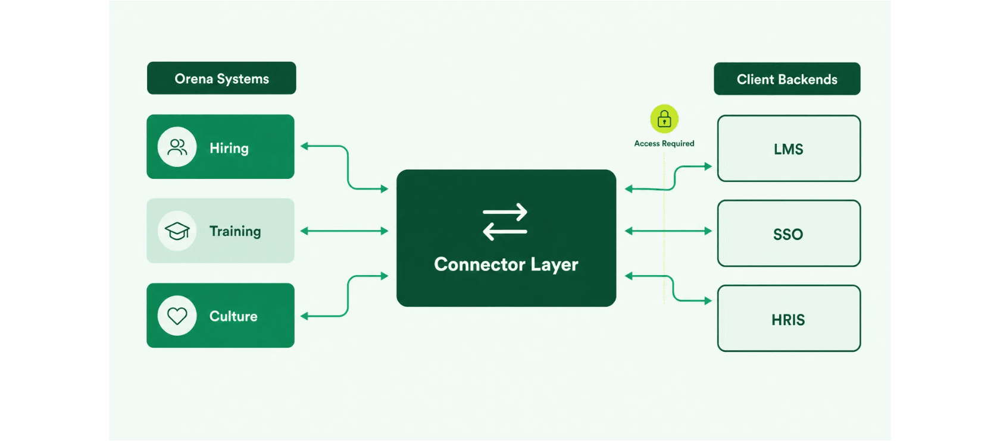 Orena Systems
Client Backends
Hiring
Training
Culture
Connector Layer
Access Required
LMS
SSO
HRIS